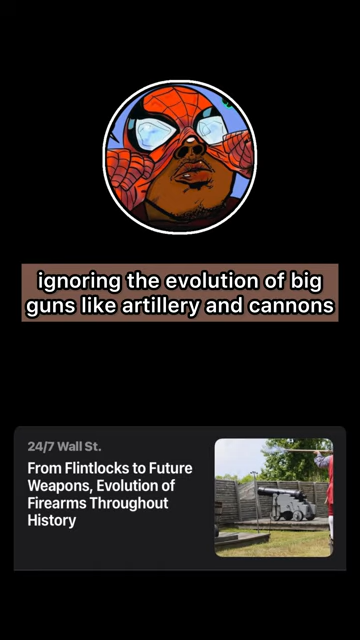 ignoring the evolution of big
guns like artillery and cannons
24/7 Wall St.
From Flintlocks to Future
Weapons, Evolution of
Firearms Throughout
History